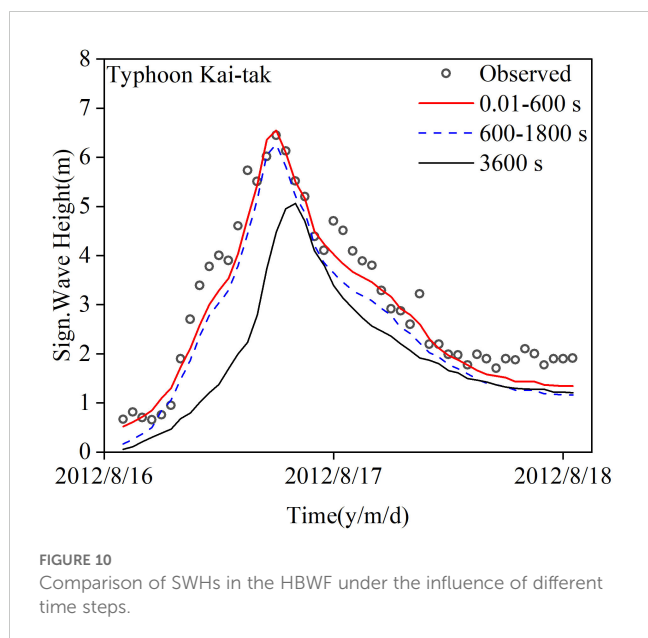 Typhoon Kai-tak
Observed
0.01-600 s
600-1800 s
3600 s
Sign.Wave Height(m)
8
7
6
5
4
3
2
1
0
2012/8/16
2012/8/17
2012/8/18
Time(y/m/d)
FIGURE 10
Comparison of SWHs in the HBWF under the influence of different
time steps.